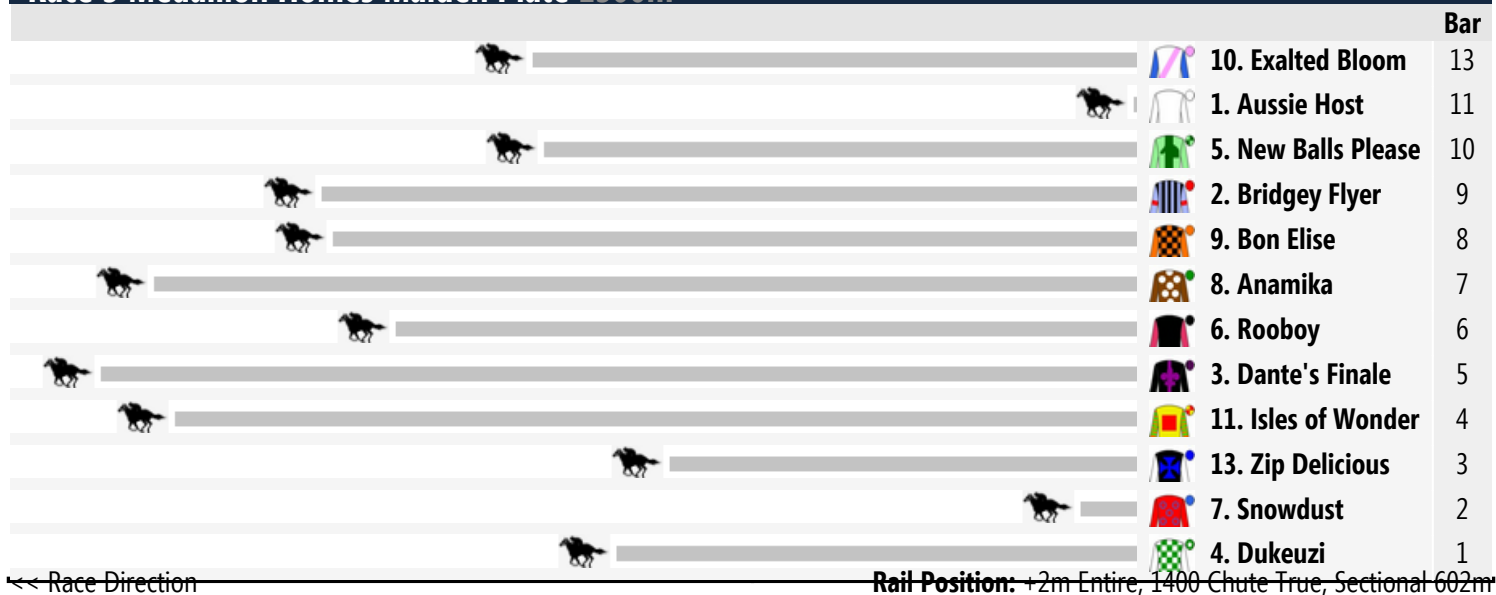 Bar
10. Exalted Bloom 13
1. Aussie Host 11
5. New Balls Please 10
2. Bridgey Flyer 9
9. Bon Elise 8
8. Anamika 7
6. Rooboy 6
3. Dante's Finale 5
11. Isles of Wonder 4
13. Zip Delicious 3
7. Snowdust 2
4. Dukeuzi 1
<< Race Direction Rail Position: +2m Entire, 1400 Chute True, Sectional 602m